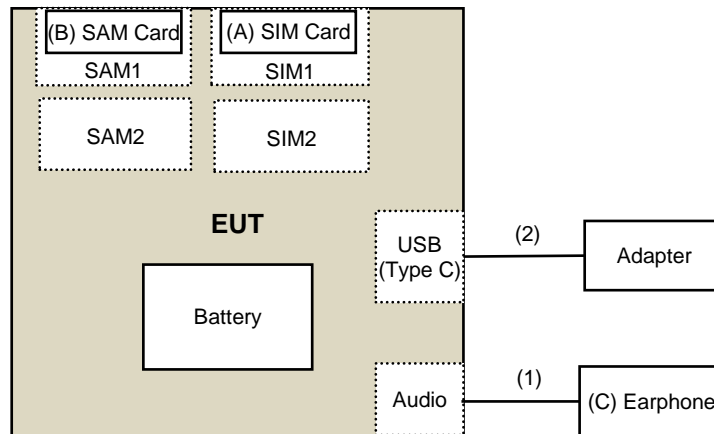 (B) SAM Card
(A) SIM Card
SAM1
SIM1
SAM2
SIM2
EUT
USB
(Type C)
(2)
Adapter
Battery
Audio
(1)
(C) Earphone